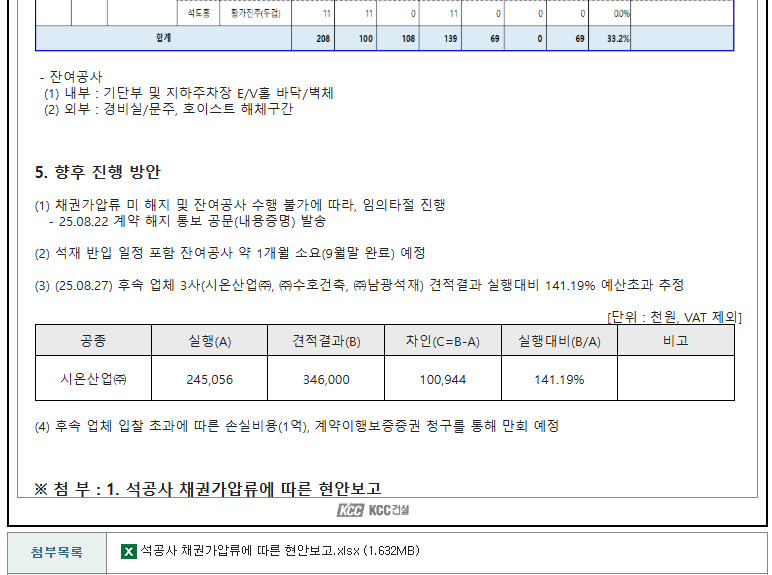 석도홍 황가진주(두겁) 11 11 0 11 0 0 0 0.0%
합계 208 100 108 139 69 0 69 33.2%
- 잔여공사
(1) 내부 : 기단부 및 지하주차장 E/V홀 바닥/벽체
(2) 외부 : 경비실/문주, 호이스트 해체구간
5. 향후 진행 방안
(1) 채권가압류 미 해지 및 잔여공사 수행 불가에 따라, 임의타절 진행
- 25.08.22 계약 해지 통보 공문(내용증명) 발송
(2) 석재 반입 일정 포함 잔여공사 약 1개월 소요(9월말 완료) 예정
(3) (25.08.27) 후속 업체 3사(시온산업㈜, ㈜수호건축, ㈜남광석재) 견적결과 실행대비 141.19% 예산초과 추정
[단위 : 천원, VAT 제외]
공종 실행(A) 견적결과(B) 차인(C=B-A) 실행대비(B/A) 비고
시온산업㈜ 245,056 346,000 100,944 141.19%
(4) 후속 업체 입찰 초과에 따른 손실비용(1억), 계약이행보증증권 청구를 통해 만회 예정
※ 첨 부 : 1. 석공사 채권가압류에 따른 현안보고
KCC KCC건설
첨부목록 석공사 채권가압류에 따른 현안보고.xlsx (1.632MB)